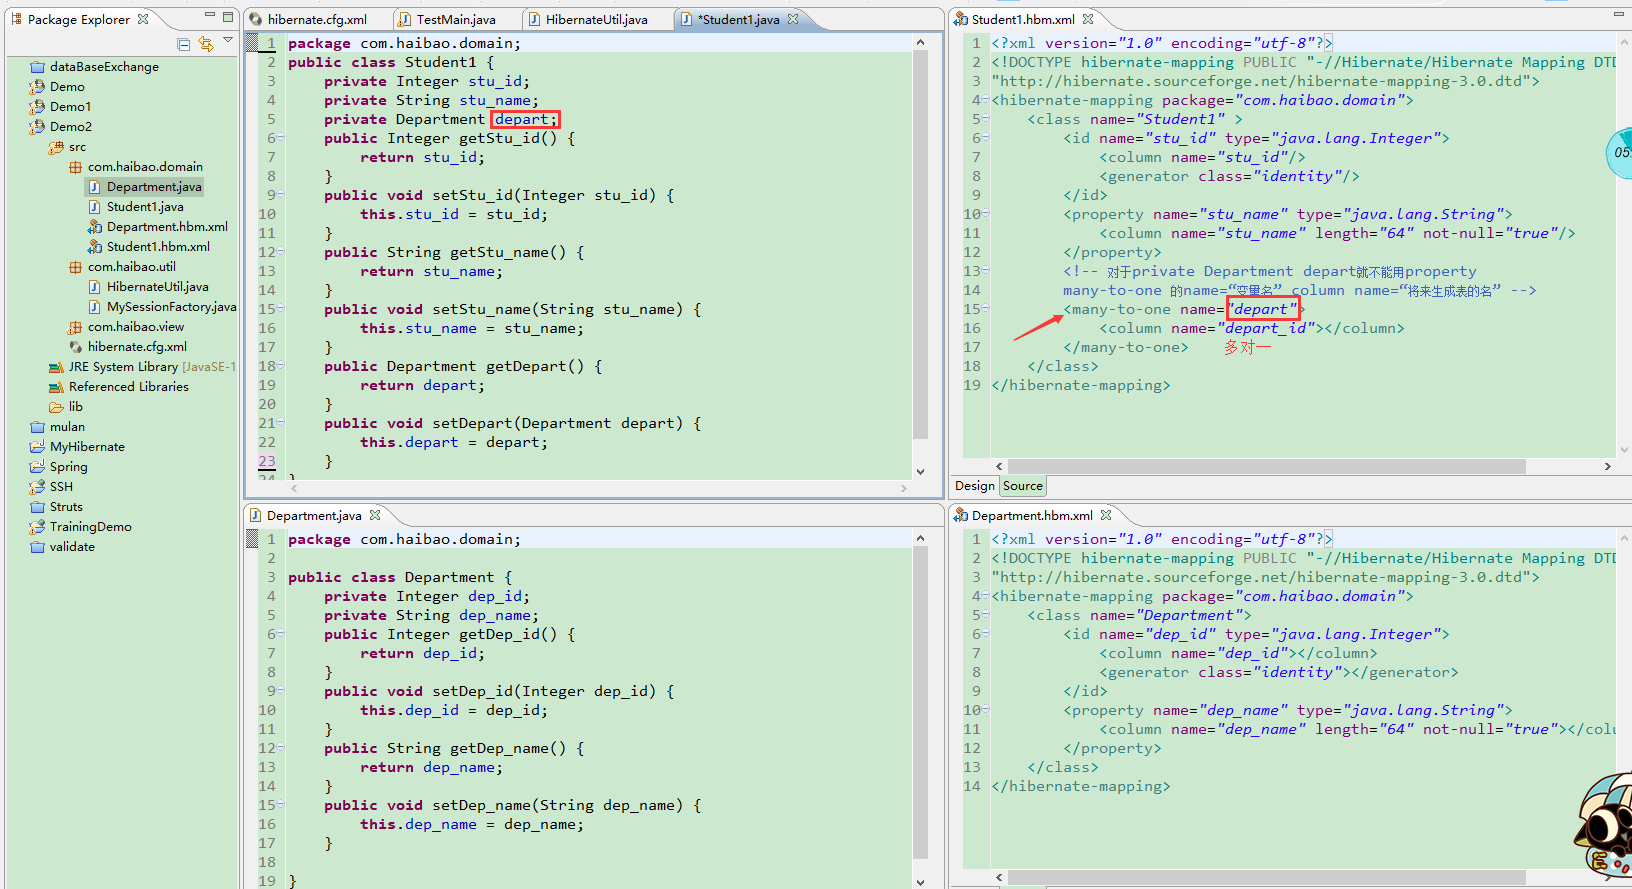 Package Explorer
dataBaseExchange
Demo
Demo1
Demo2
src
com.haibao.domain
Department.java
Student1.java
Department.hbm.xml
Student1.hbm.xml
com.haibao.util
HibernateUtil.java
MySessionFactory.java
com.haibao.view
hibernate.cfg.xml
JRE System Library [JavaSE-1
Referenced Libraries
lib
mulan
MyHibernate
Spring
SSH
Struts
TrainingDemo
validate
hibernate.cfg.xml TestMain.java HibernateUtil.java *Student1.java
1 package com.haibao.domain;
2 public class Student1 {
3 private Integer stu_id;
4 private String stu_name;
5 private Department depart;
6 public Integer getStu_id() {
7 return stu_id;
8 }
9 public void setStu_id(Integer stu_id) {
10 this.stu_id = stu_id;
11 }
12 public String getStu_name() {
13 return stu_name;
14 }
15 public void setStu_name(String stu_name) {
16 this.stu_name = stu_name;
17 }
18 public Department getDepart() {
19 return depart;
20 }
21 public void setDepart(Department depart) {
22 this.depart = depart;
23 }
24 }
Student1.hbm.xml
1 <?xml version="1.0" encoding="utf-8"?>
2 <!DOCTYPE hibernate-mapping PUBLIC "-//Hibernate/Hibernate Mapping DTD
3 "http://hibernate.sourceforge.net/hibernate-mapping-3.0.dtd">
4 <hibernate-mapping package="com.haibao.domain">
5 <class name="Student1" >
6 <id name="stu_id" type="java.lang.Integer">
7 <column name="stu_id"/>
8 <generator class="identity"/>
9 </id>
10 <property name="stu_name" type="java.lang.String">
11 <column name="stu_name" length="64" not-null="true"/>
12 </property>
13 <!-- 对于private Department depart就不能用property
14 many-to-one 的name=“变量名” column name=“将来生成表的名” -->
15 <many-to-one name="depart">
16 <column name="depart_id"></column>
17 </many-to-one> 多对一
18 </class>
19 </hibernate-mapping>
Design Source
05:
Department.java
1 package com.haibao.domain;
2
3 public class Department {
4 private Integer dep_id;
5 private String dep_name;
6 public Integer getDep_id() {
7 return dep_id;
8 }
9 public void setDep_id(Integer dep_id) {
10 this.dep_id = dep_id;
11 }
12 public String getDep_name() {
13 return dep_name;
14 }
15 public void setDep_name(String dep_name) {
16 this.dep_name = dep_name;
17 }
18
19 }
Department.hbm.xml
1 <?xml version="1.0" encoding="utf-8"?>
2 <!DOCTYPE hibernate-mapping PUBLIC "-//Hibernate/Hibernate Mapping DTD
3 "http://hibernate.sourceforge.net/hibernate-mapping-3.0.dtd">
4 <hibernate-mapping package="com.haibao.domain">
5 <class name="Department">
6 <id name="dep_id" type="java.lang.Integer">
7 <column name="dep_id"></column>
8 <generator class="identity"></generator>
9 </id>
10 <property name="dep_name" type="java.lang.String">
11 <column name="dep_name" length="64" not-null="true"></colu
12 </property>
13 </class>
14 </hibernate-mapping>